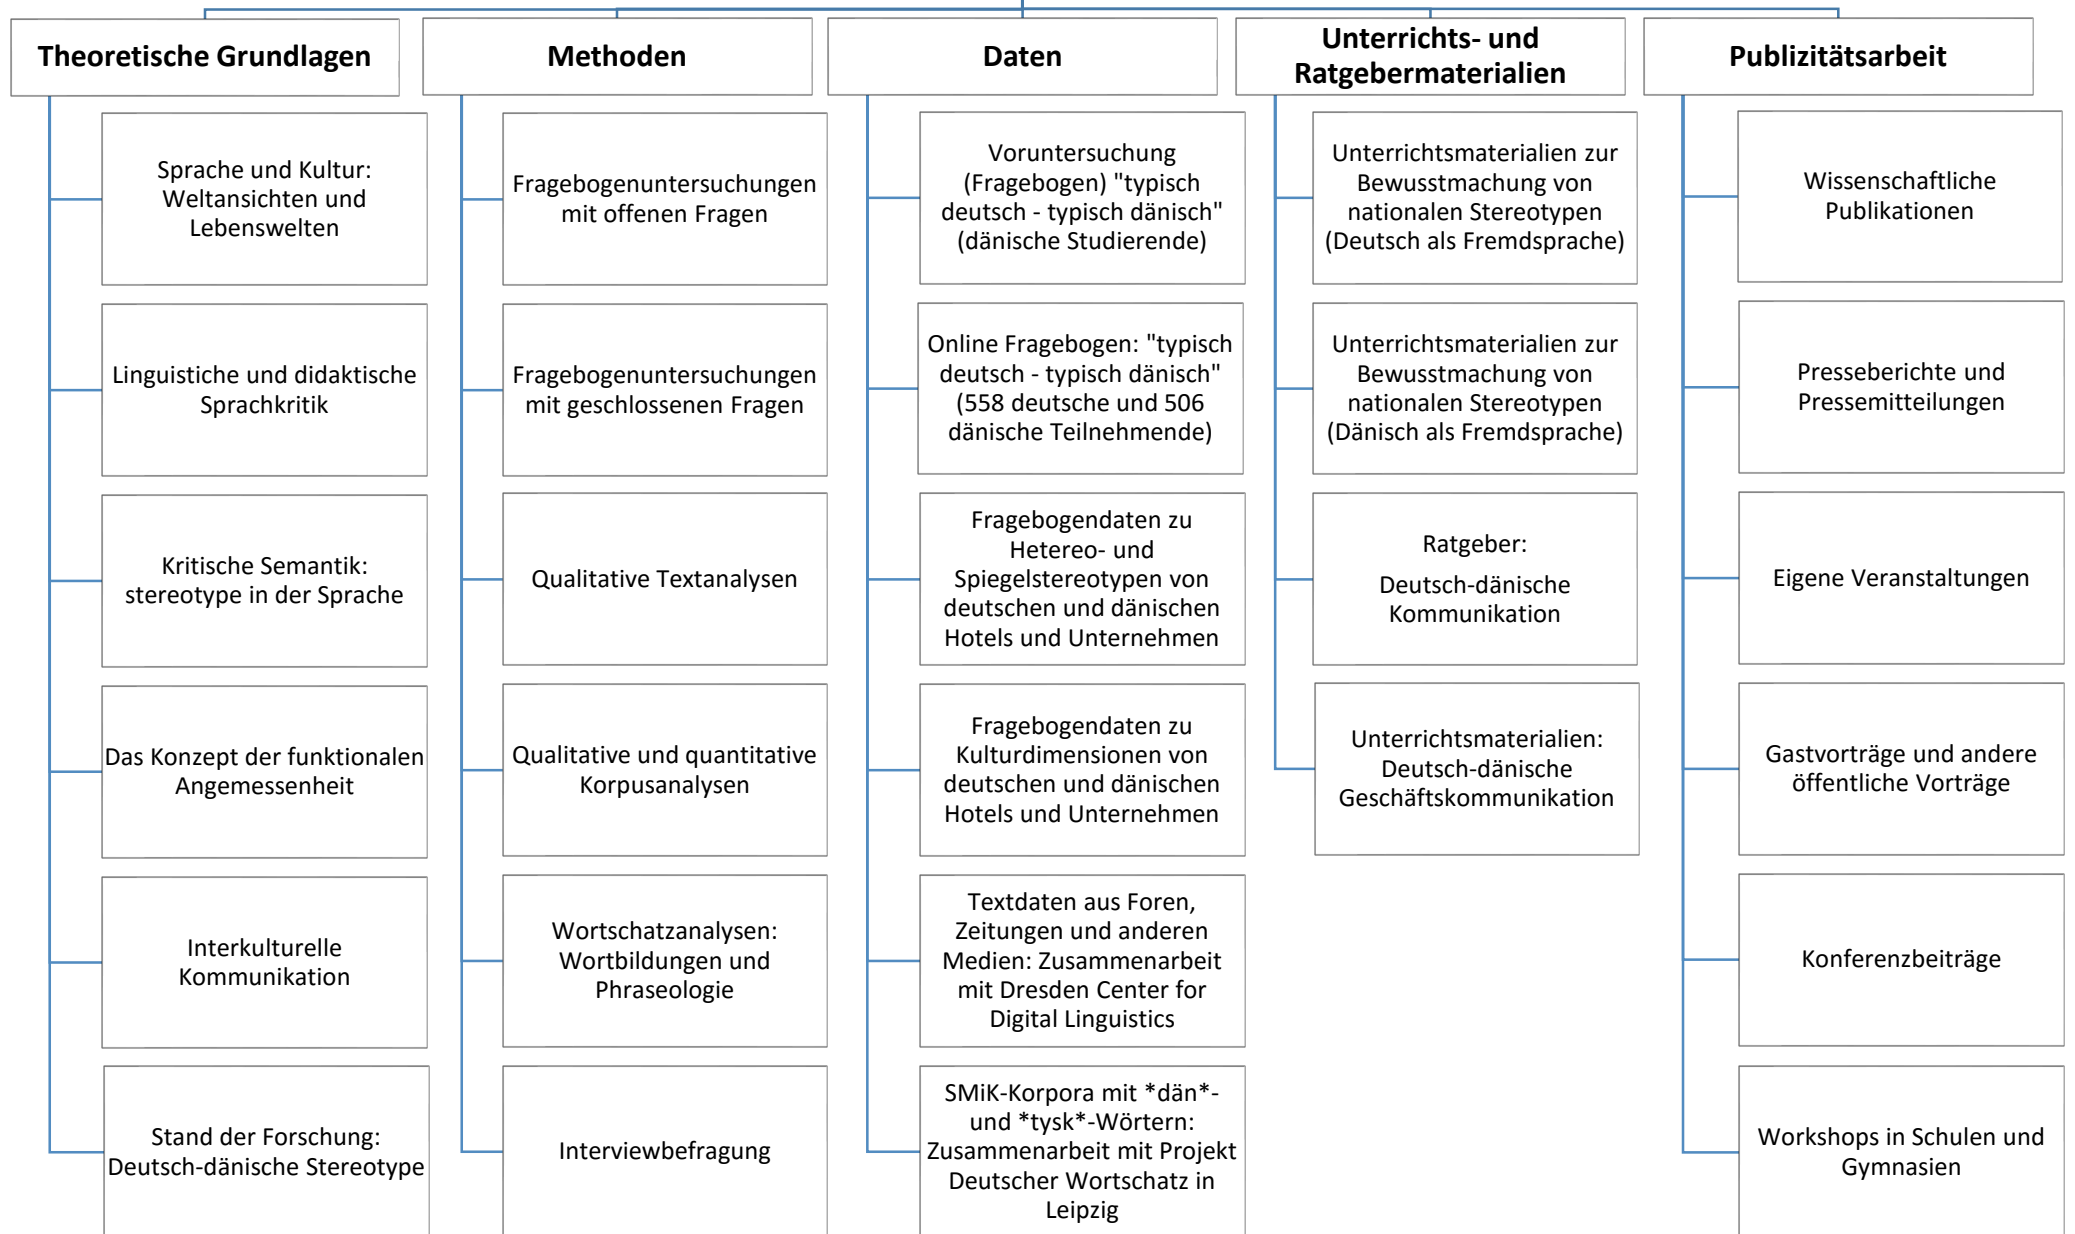 Theoretische Grundlagen
Sprache und Kultur:
Weltansichten und
Lebenswelten
Linguistiche und didaktische
Sprachkritik
Kritische Semantik:
stereotype in der Sprache
Das Konzept der funktionalen
Angemessenheit
Interkulturelle
Kommunikation
Stand der Forschung:
Deutsch-dänische Stereotype
Methoden
Fragebogenuntersuchungen
mit offenen Fragen
Fragebogenuntersuchungen
mit geschlossenen Fragen
Qualitative Textanalysen
Qualitative und quantitative
Korpusanalysen
Wortschatzanalysen:
Wortbildungen und
Phraseologie
Interviewbefragung
Daten
Voruntersuchung
(Fragebogen) "typisch
deutsch - typisch dänisch"
(dänische Studierende)
Online Fragebogen: "typisch
deutsch - typisch dänisch"
(558 deutsche und 506
dänische Teilnehmende)
Fragebogendaten zu
Hetereo- und
Spiegelstereotypen von
deutschen und dänischen
Hotels und Unternehmen
Fragebogendaten zu
Kulturdimensionen von
deutschen und dänischen
Hotels und Unternehmen
Textdaten aus Foren,
Zeitungen und anderen
Medien: Zusammenarbeit
mit Dresden Center for
Digital Linguistics
SMiK-Korpora mit *dän*-
und *tysk*-Wörtern:
Zusammenarbeit mit Projekt
Deutscher Wortschatz in
Leipzig
Unterrichts- und
Ratgebermaterialien
Unterrichtsmaterialien zur
Bewusstmachung von
nationalen Stereotypen
(Deutsch als Fremdsprache)
Unterrichtsmaterialien zur
Bewusstmachung von
nationalen Stereotypen
(Dänisch als Fremdsprache)
Ratgeber:
Deutsch-dänische
Kommunikation
Unterrichtsmaterialien:
Deutsch-dänische
Geschäftskommunikation
Publizitätsarbeit
Wissenschaftliche
Publikationen
Presseberichte und
Pressemitteilungen
Eigene Veranstaltungen
Gastvorträge und andere
öffentliche Vorträge
Konferenzbeiträge
Workshops in Schulen und
Gymnasien